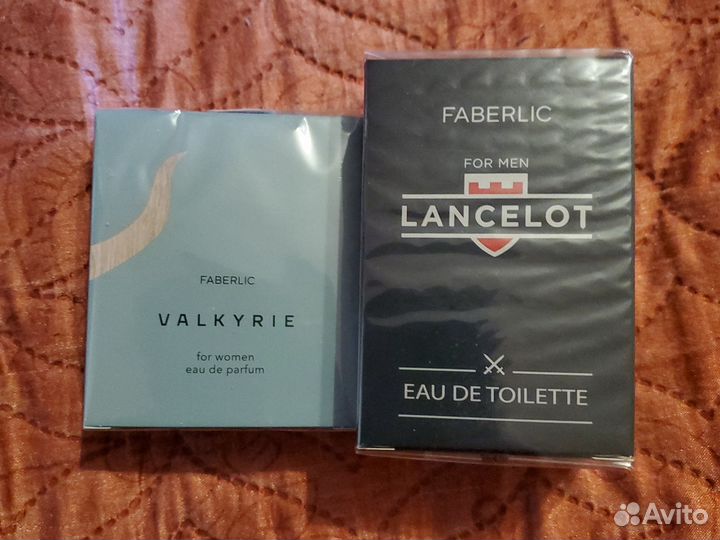 FABERLIC
VALKYRIE
for women
eau de parfum
FABERLIC
FOR MEN
LANCELOT
EAU DE TOILETTE
Avito